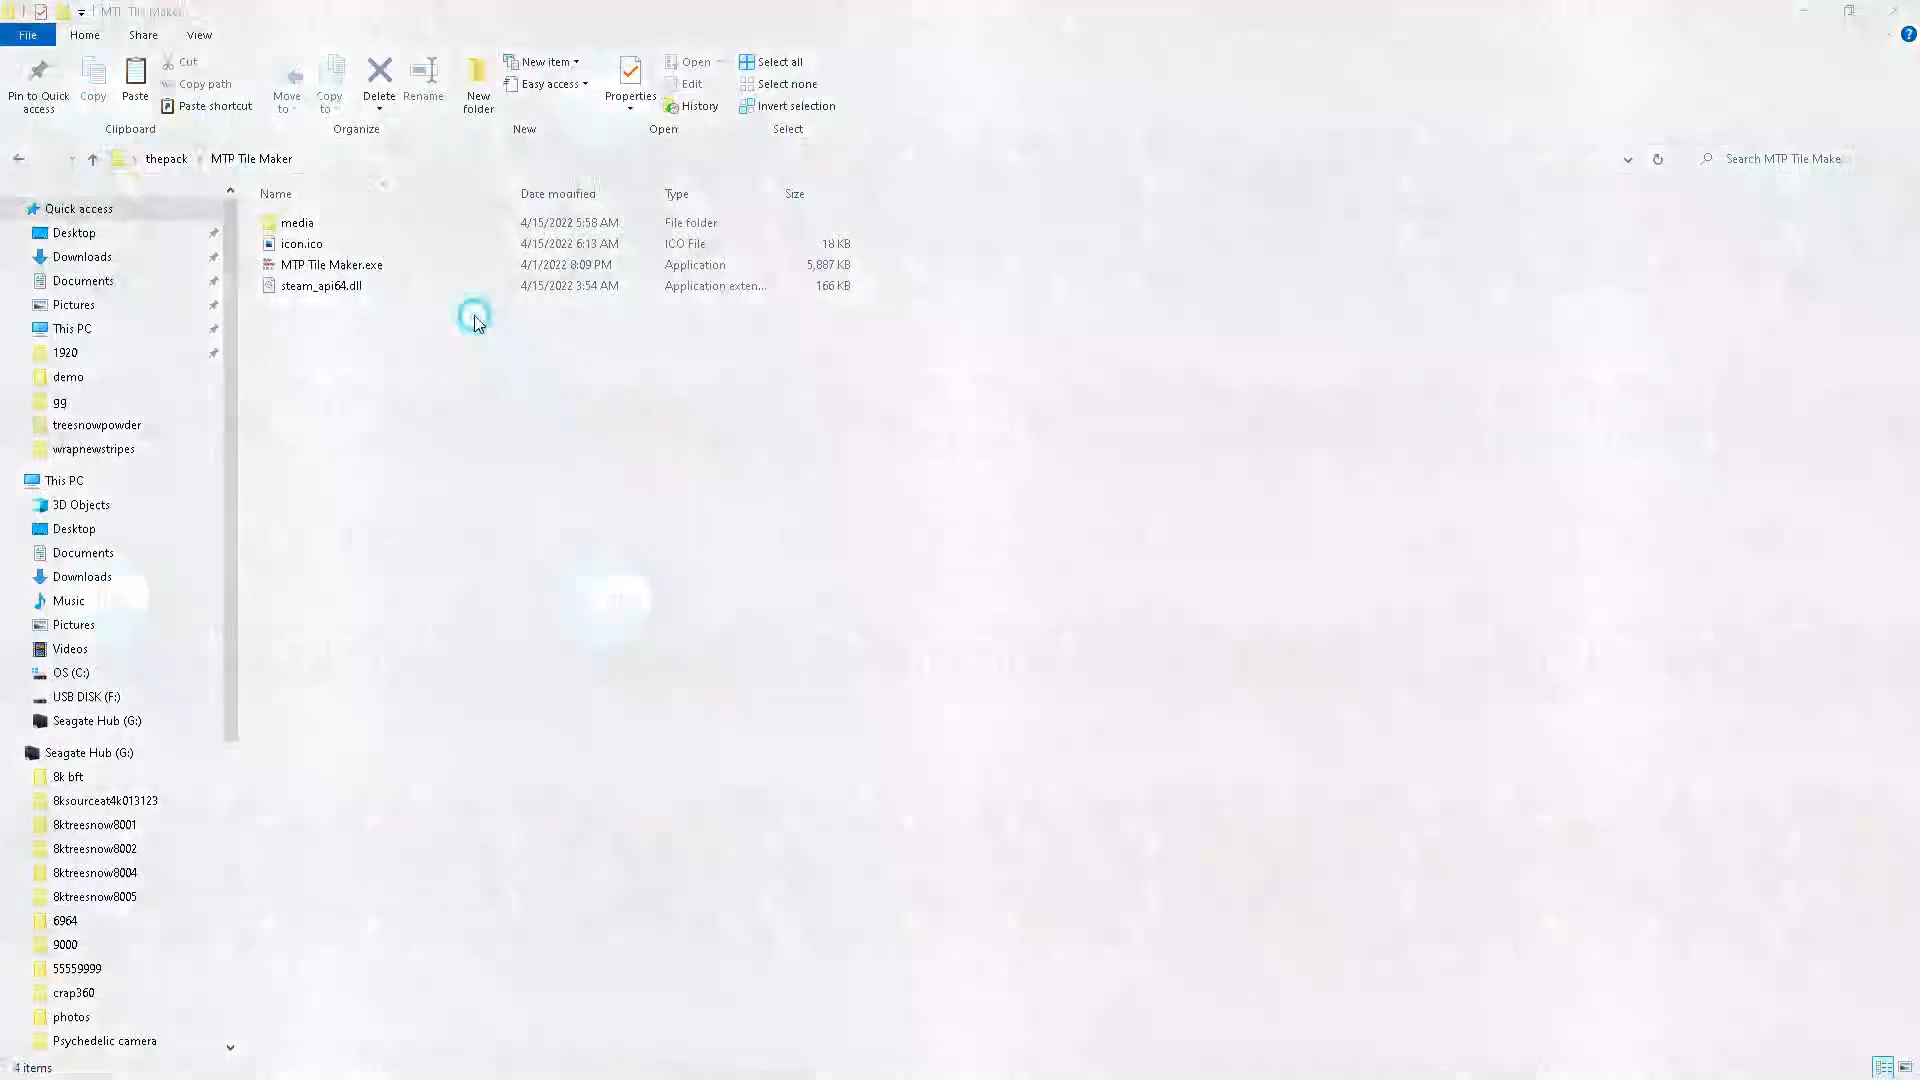 MTP Tile Maker
File Home Share View
Pin to Quick access
Copy
Paste
Cut
Copy path
Paste shortcut
Clipboard
Move to
Copy to
Delete
Rename
Organize
New folder
New item
Easy access
New
Properties
Open
Edit
History
Open
Select all
Select none
Invert selection
Select
thepack MTP Tile Maker
Search MTP Tile Make
Name Date modified Type Size
media 4/15/2022 5:58 AM File folder
icon.ico 4/15/2022 6:13 AM ICO File 18 KB
MTP Tile Maker.exe 4/1/2022 8:09 PM Application 5,887 KB
steam_api64.dll 4/15/2022 3:54 AM Application exten... 166 KB
Quick access
Desktop
Downloads
Documents
Pictures
This PC
1920
demo
gg
treesnowpowder
wrapnewstripes
This PC
3D Objects
Desktop
Documents
Downloads
Music
Pictures
Videos
OS (C:)
USB DISK (F:)
Seagate Hub (G:)
Seagate Hub (G:)
8k bft
8ksourceat4k013123
8ktreesnow8001
8ktreesnow8002
8ktreesnow8004
8ktreesnow8005
6964
9000
55559999
crap360
photos
Psychedelic camera
4 items